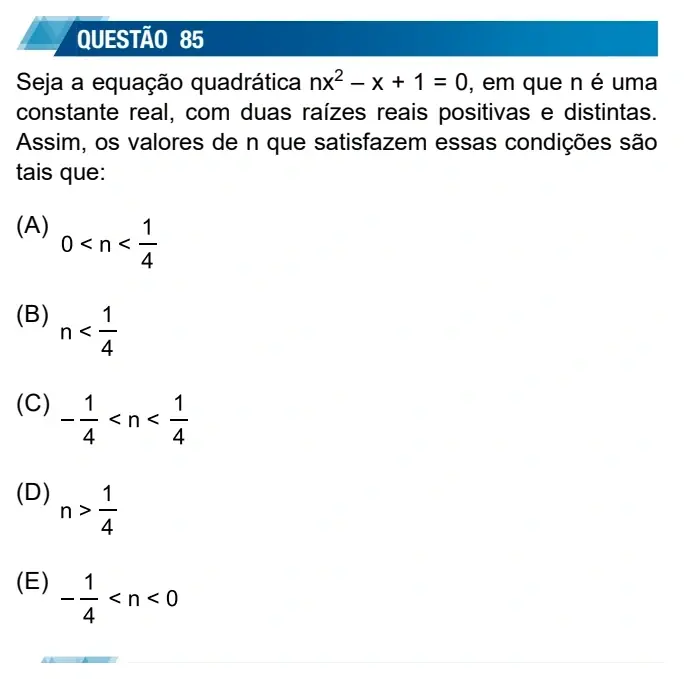 QUESTÃO 85
Seja a equação quadrática nx² – x + 1 = 0, em que n é uma
constante real, com duas raízes reais positivas e distintas.
Assim, os valores de n que satisfazem essas condições são
tais que:
(A) 0 < n < 1/4
(B) n < 1/4
(C) – 1/4 < n < 1/4
(D) n > 1/4
(E) – 1/4 < n < 0